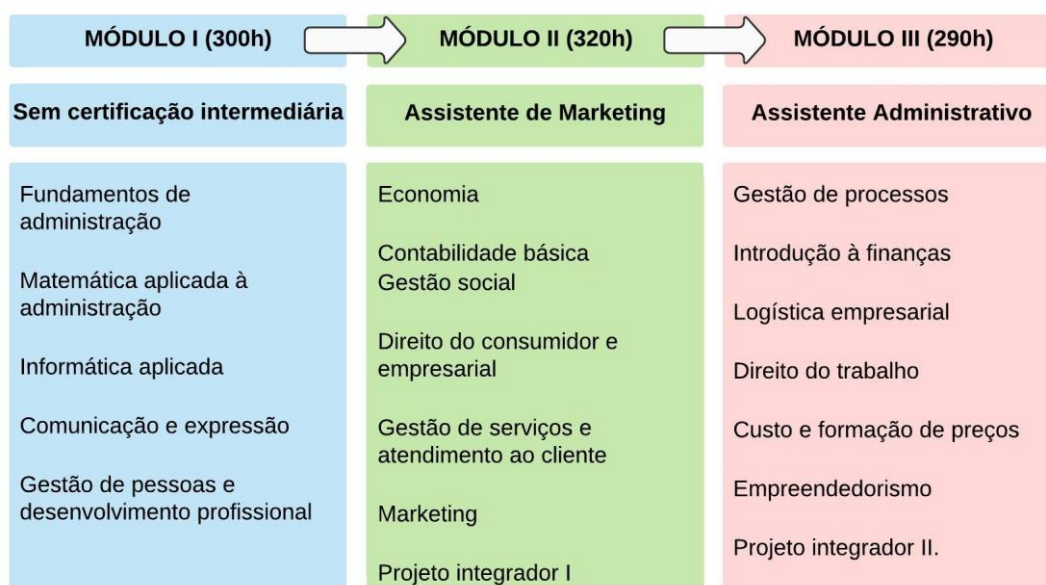 MÓDULO I (300h)
MÓDULO II (320h)
MÓDULO III (290h)
Sem certificação intermediária
Assistente de Marketing
Assistente Administrativo
Fundamentos de
administração
Matemática aplicada à
administração
Informática aplicada
Comunicação e expressão
Gestão de pessoas e
desenvolvimento profissional
Economia
Contabilidade básica
Gestão social
Direito do consumidor e
empresarial
Gestão de serviços e
atendimento ao cliente
Marketing
Projeto integrador I
Gestão de processos
Introdução à finanças
Logística empresarial
Direito do trabalho
Custo e formação de preços
Empreendedorismo
Projeto integrador II.